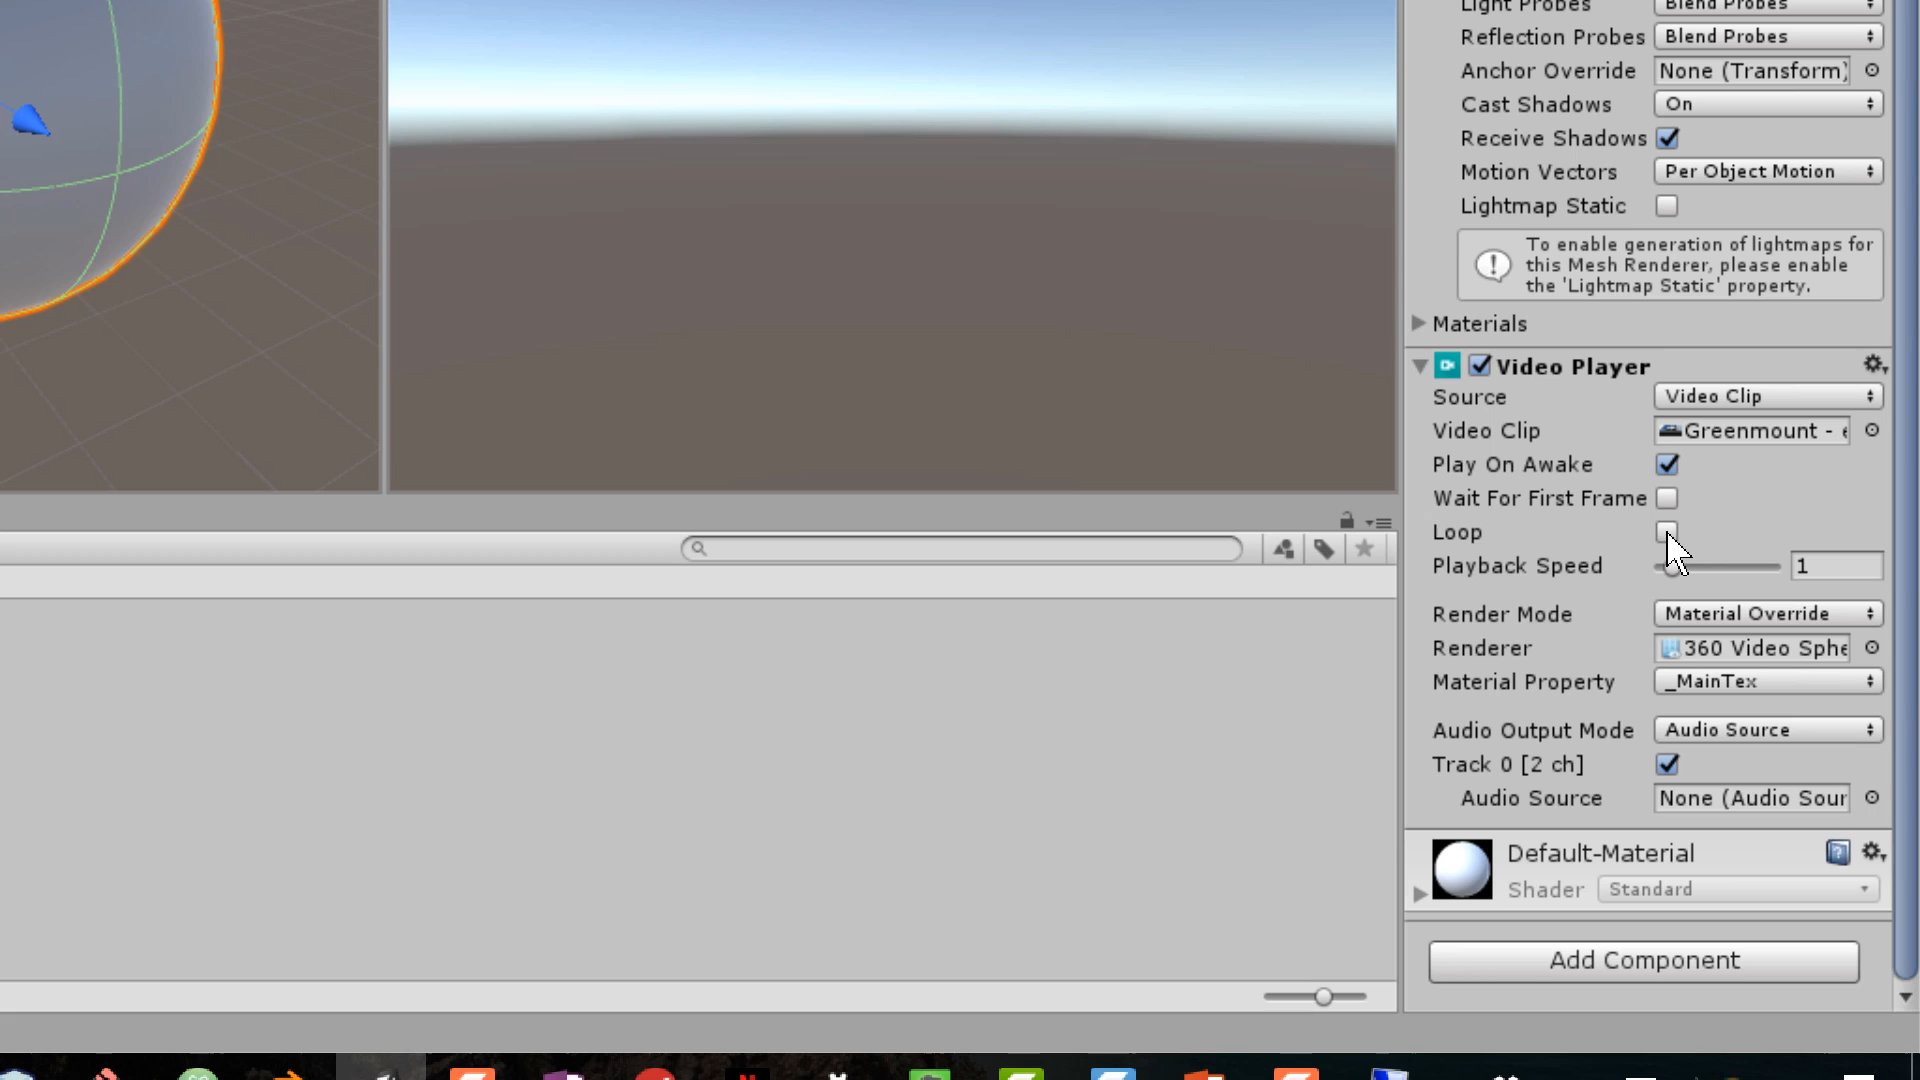 Light Probes Blend Probes
Reflection Probes Blend Probes
Anchor Override None (Transform)
Cast Shadows On
Receive Shadows
Motion Vectors Per Object Motion
Lightmap Static
To enable generation of lightmaps for
this Mesh Renderer, please enable
the 'Lightmap Static' property.
Materials
Video Player
Source Video Clip
Video Clip Greenmount -
Play On Awake
Wait For First Frame
Loop
Playback Speed 1
Render Mode Material Override
Renderer 360 Video Sphe
Material Property _MainTex
Audio Output Mode Audio Source
Track 0 [2 ch]
Audio Source None (Audio Sour
Default-Material
Shader Standard
Add Component